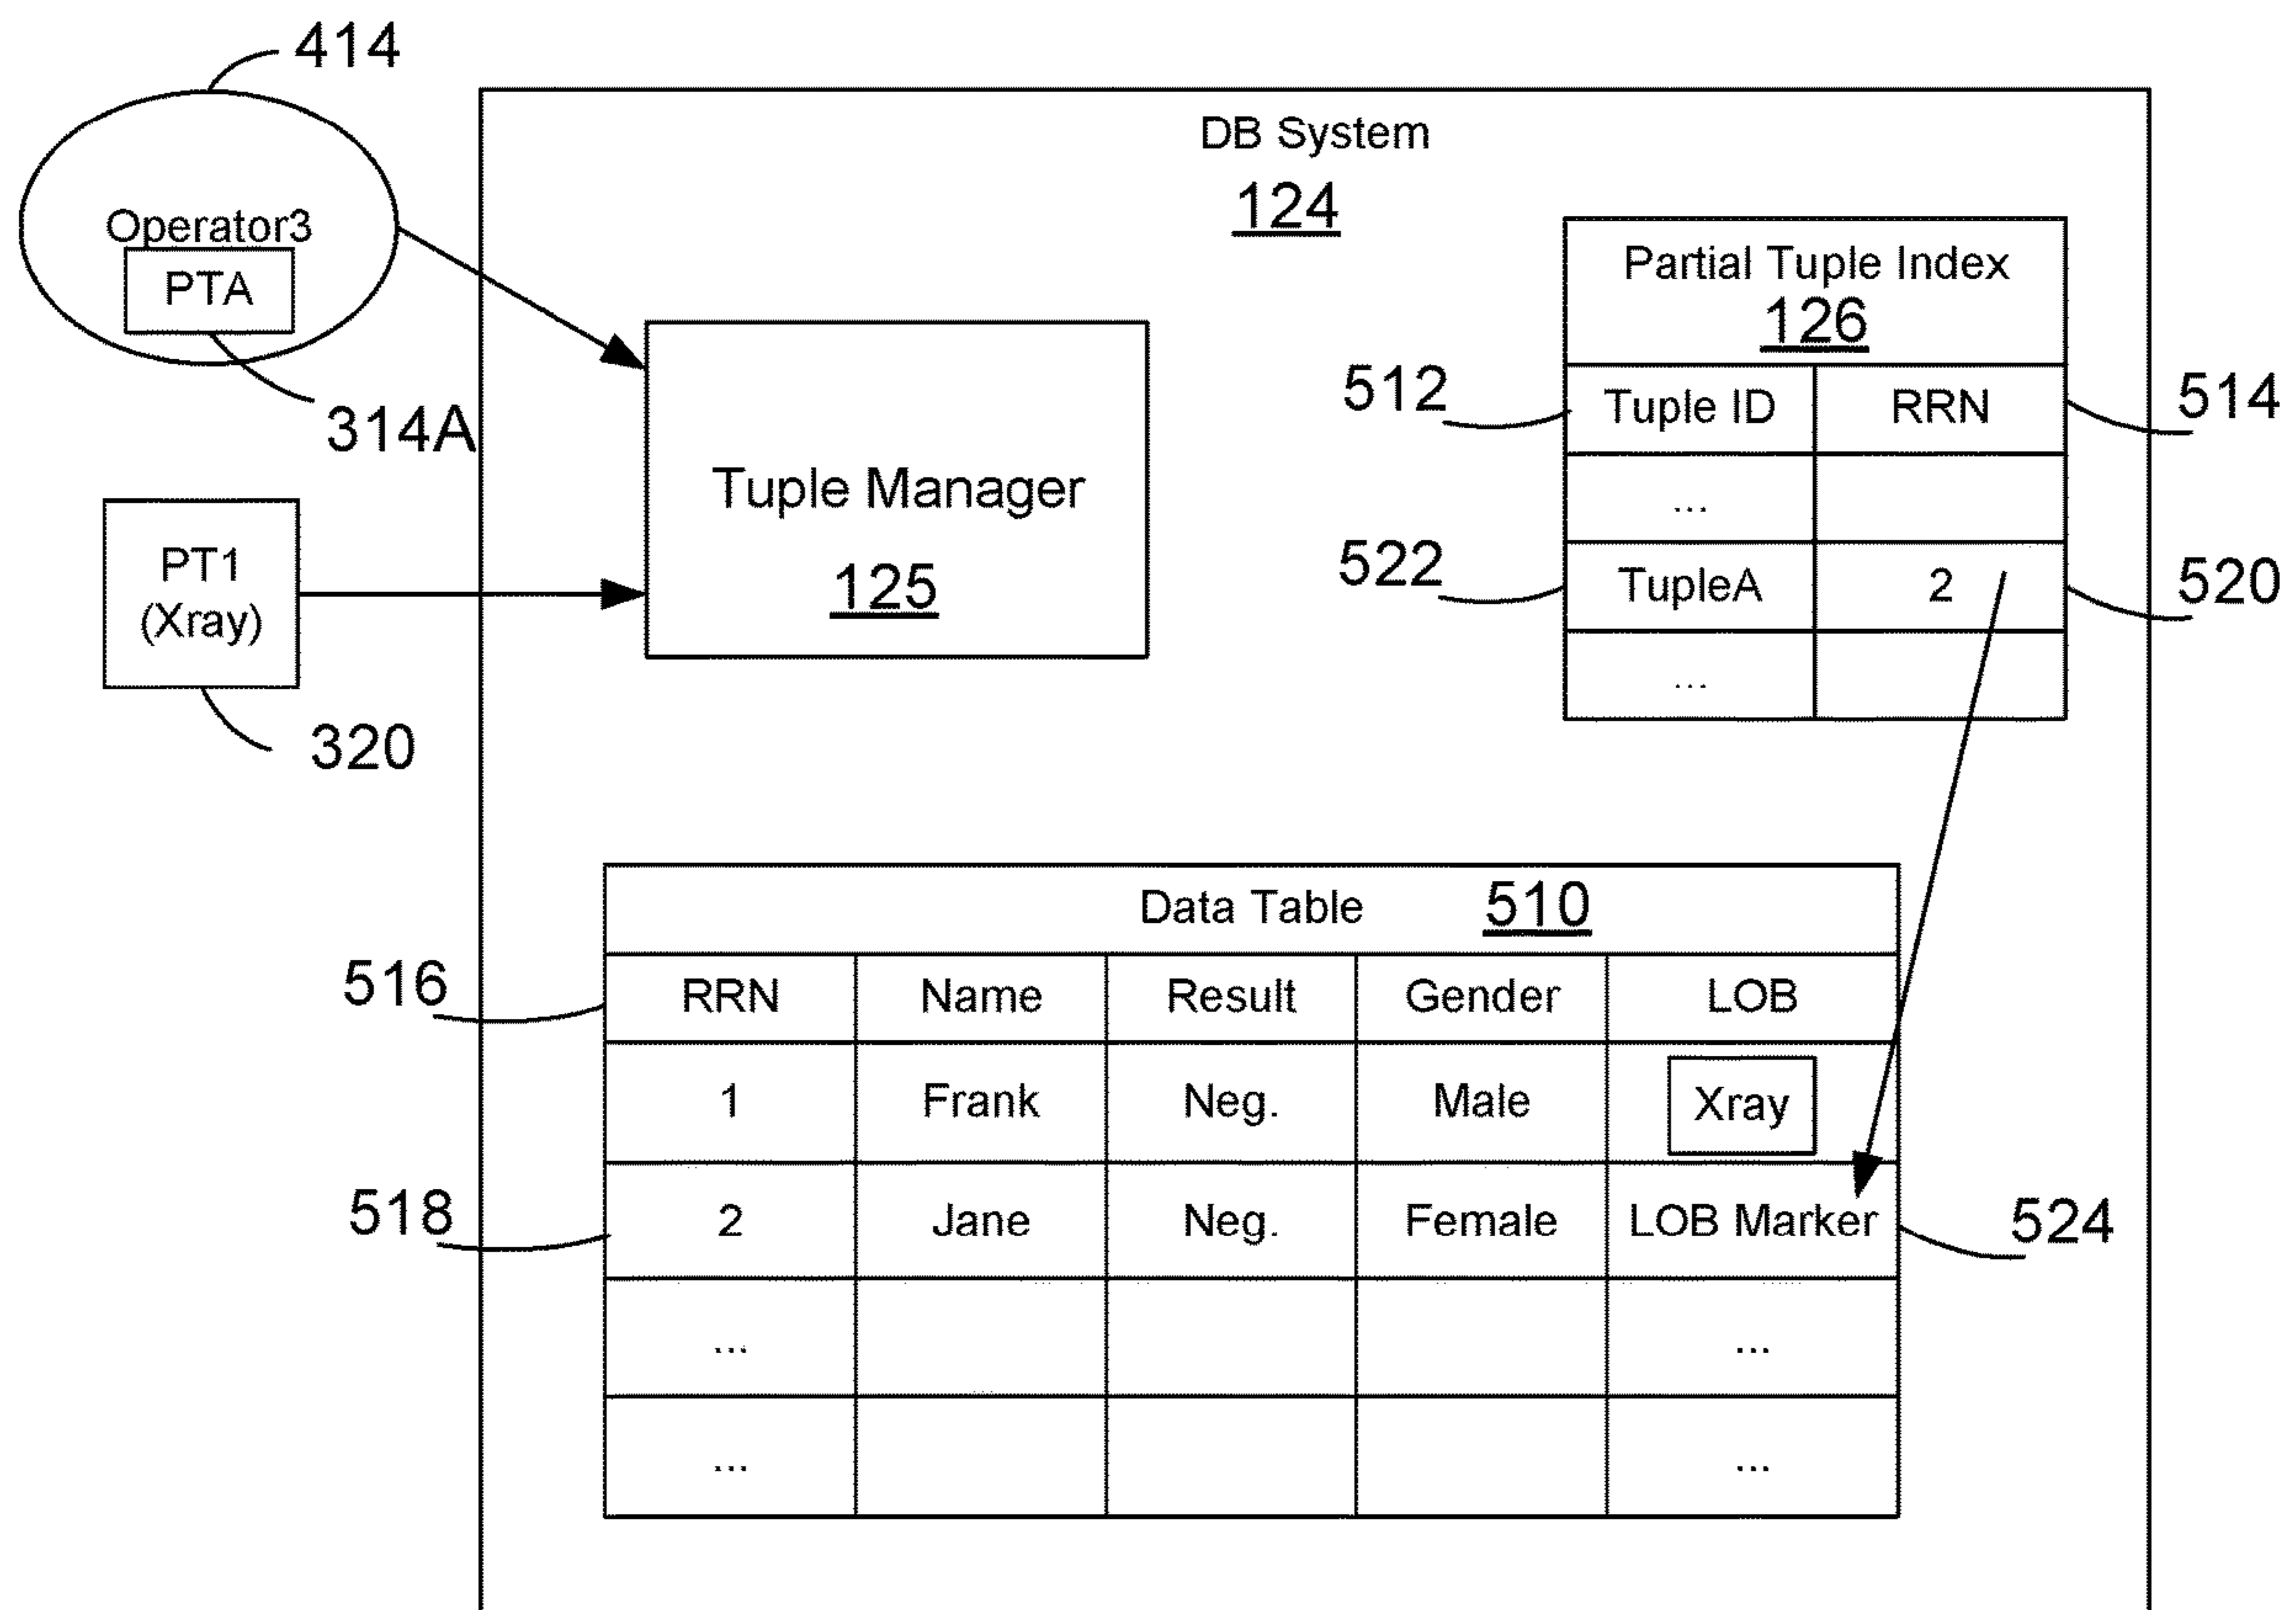 414
DB System
124
Operator3
PTA
314A
Partial Tuple Index
126
512
Tuple ID
RRN
514
...
522
TupleA
2
520
...
Tuple Manager
125
PT1
(Xray)
320
Data Table 510
516
RRN Name Result Gender LOB
1 Frank Neg. Male Xray
518
2 Jane Neg. Female LOB Marker
524
... ...
... ...